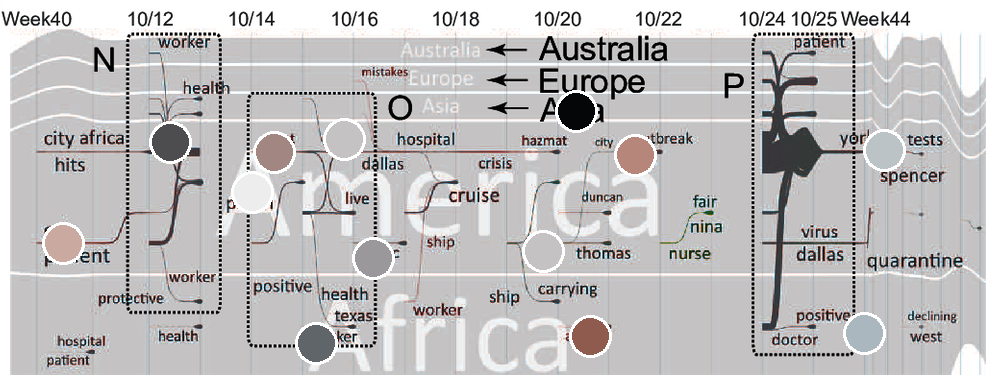 Week40 10/12 10/14 10/16 10/18 10/20 10/22 10/24 10/25 Week44
N worker Australia Australia patient
mistakes Europe Europe P
health O Asia
city africa hospital hazmat city york tests
hits dallas crisis spencer
America
cruise duncan
live fair
nina
patient ship thomas nurse virus
dallas quarantine
worker
positive health ship carrying
protective worker
texas positive declining
health doctor west
hospital
patient
Africa